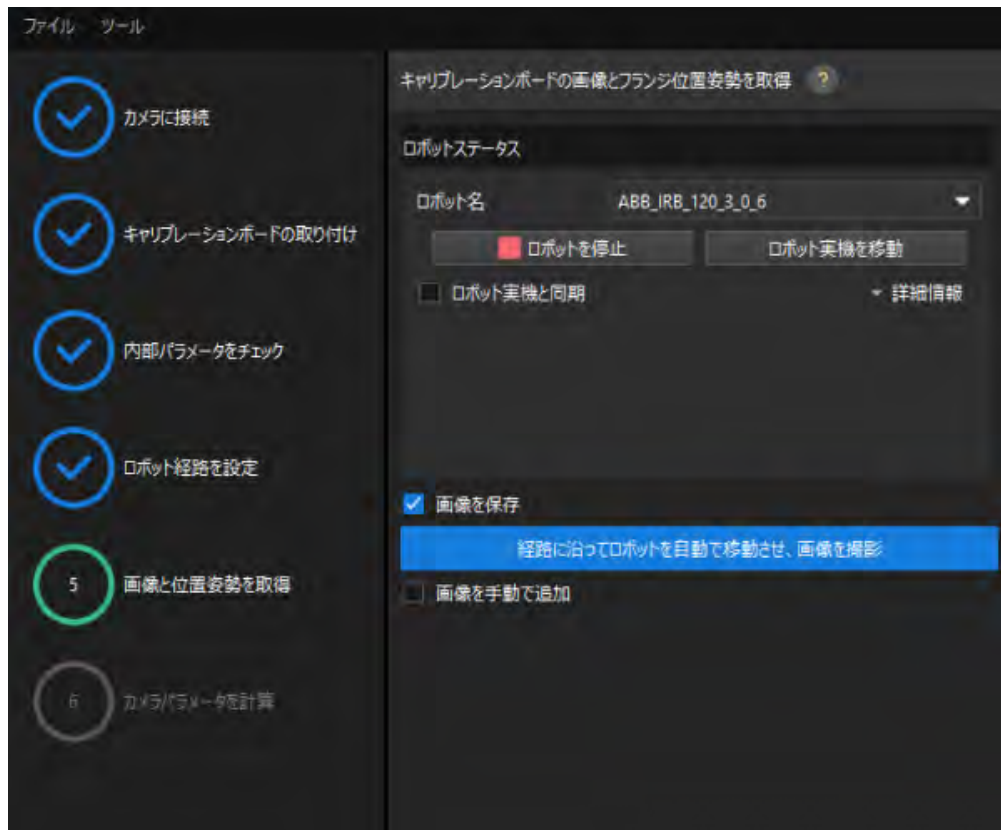 ファイル ツール
カメラに接続
キャリブレーションボードの取り付け
内部パラメータをチェック
ロボット経路を設定
5 画像と位置姿勢を取得
6 カメラパラメータを計算
キャリブレーションボードの画像とフランジ位置姿勢を取得 ?
ロボットステータス
ロボット名 ABB_IRB_120_3_0_6
ロボットを停止 ロボット実機を移動
ロボット実機と同期 詳細情報
画像を保存
経路に沿ってロボットを自動で移動させ、画像を撮影
画像を手動で追加